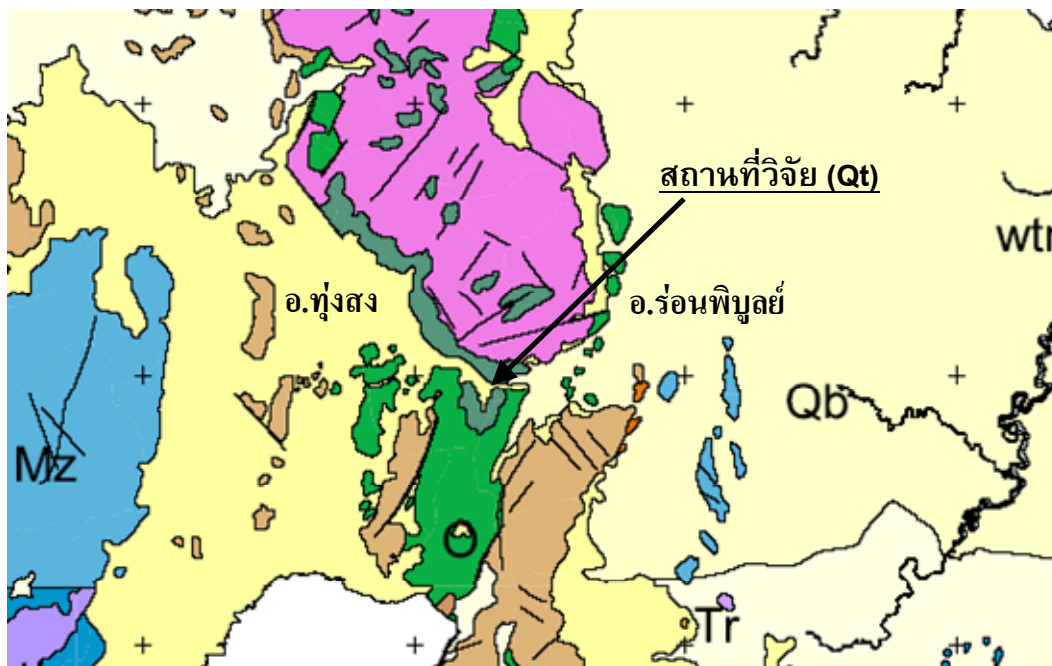 สถานที่วิจัย (Qt)
wtr
อ.ทุ่งสง
อ.ร่อนพิบูลย์
Qb
Mz
O
Tr